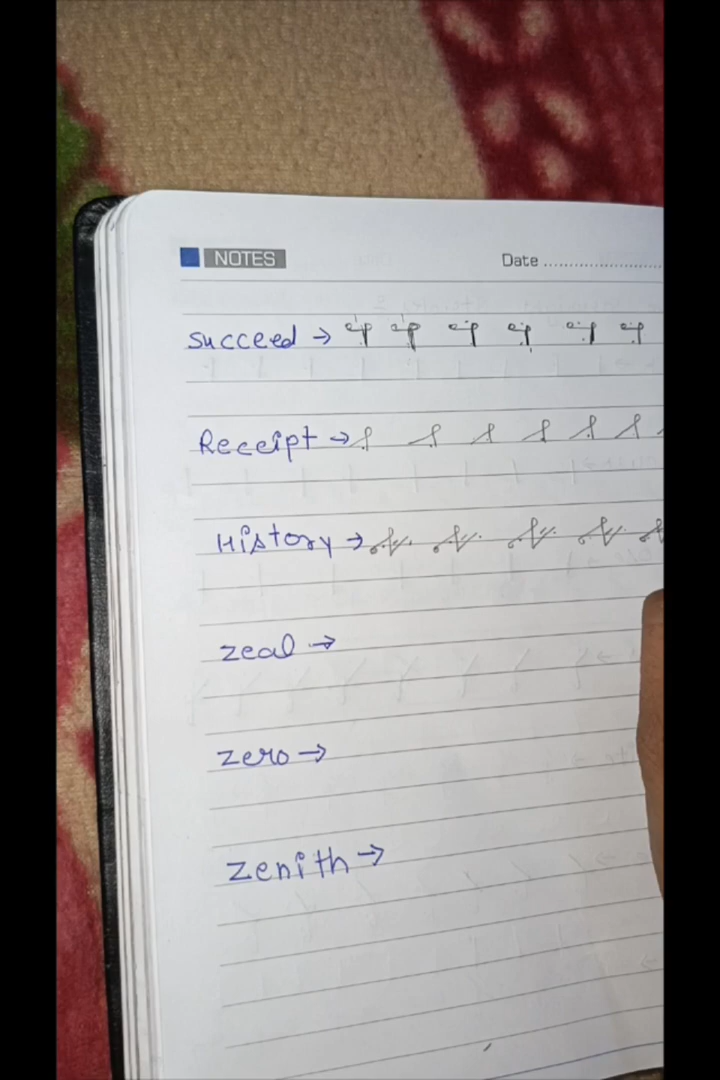 NOTES
Date ........................
Succeed →
Receipt →
History →
Zeal →
Zero →
Zenith →